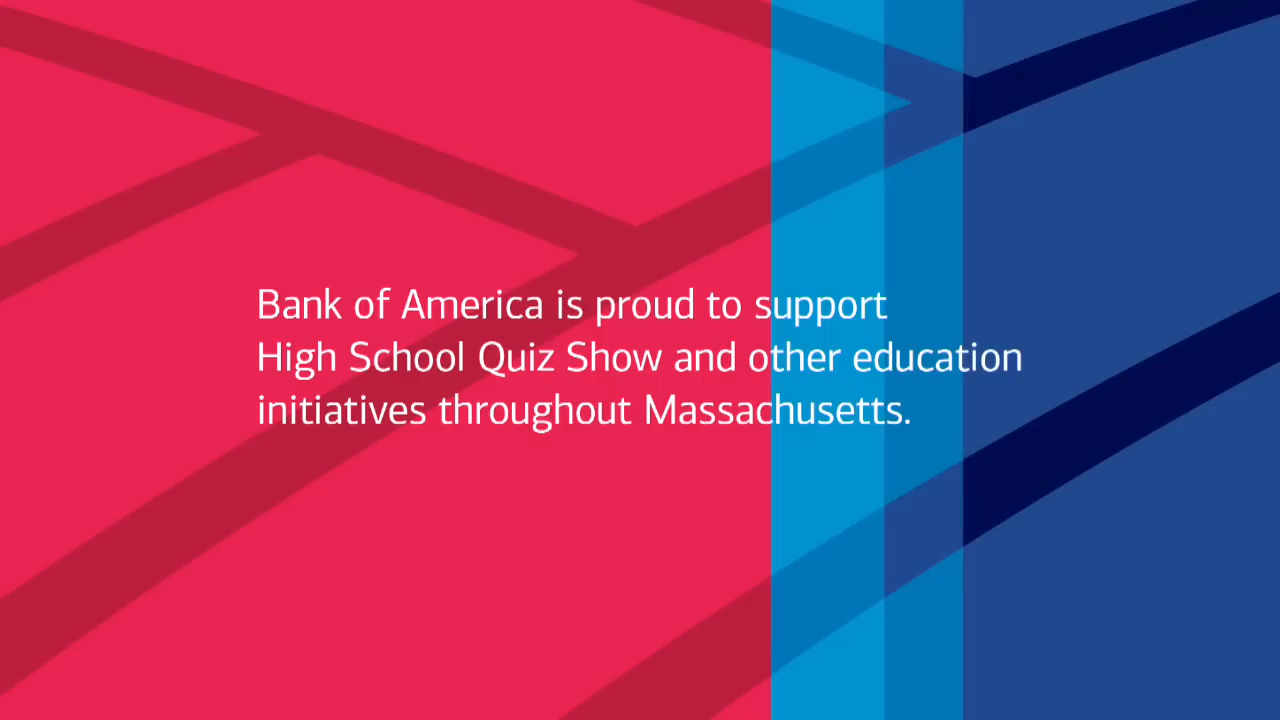 Bank of America is proud to support
High School Quiz Show and other education
initiatives throughout Massachusetts.